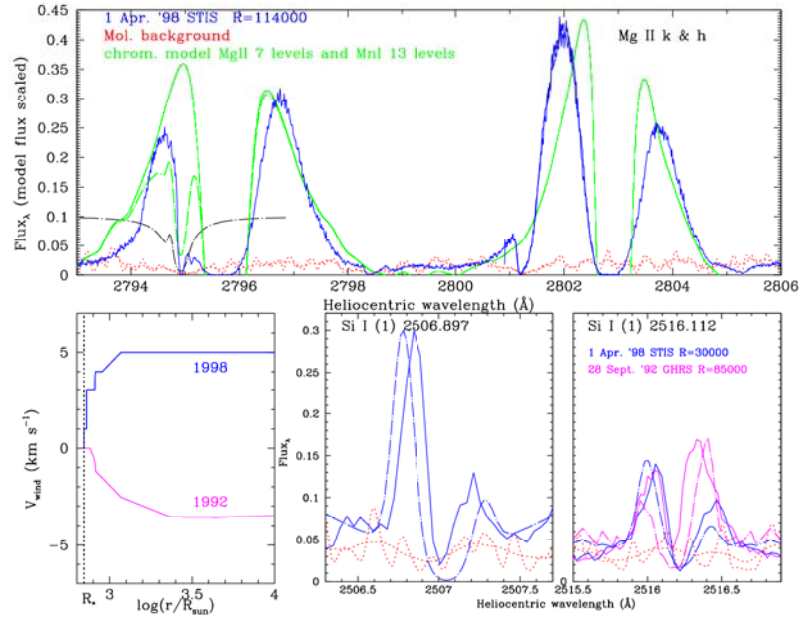 1 Apr. '98 STIS R=114000
Mol. background
chrom. model MgII 7 levels and MnI 13 levels
Mg II k & h
Flux_λ (model flux scaled)
0.45
0.4
0.35
0.3
0.25
0.2
0.15
0.1
0.05
0
2794 2796 2798 2800 2802 2804 2806
Heliocentric wavelength (Å)
V_wind (km s⁻¹)
5
0
−5
1998
1992
R_* 3 3.5 4
log(r/R_sun)
Si I (1) 2506.897
Flux_λ
0.3
0.25
0.2
0.15
0.1
0.05
0
2506.5 2507 2507.5
Si I (1) 2516.112
1 Apr. '98 STIS R=30000
28 Sept. '92 GHRS R=85000
0
2515.5 2516 2516.5
Heliocentric wavelength (Å)